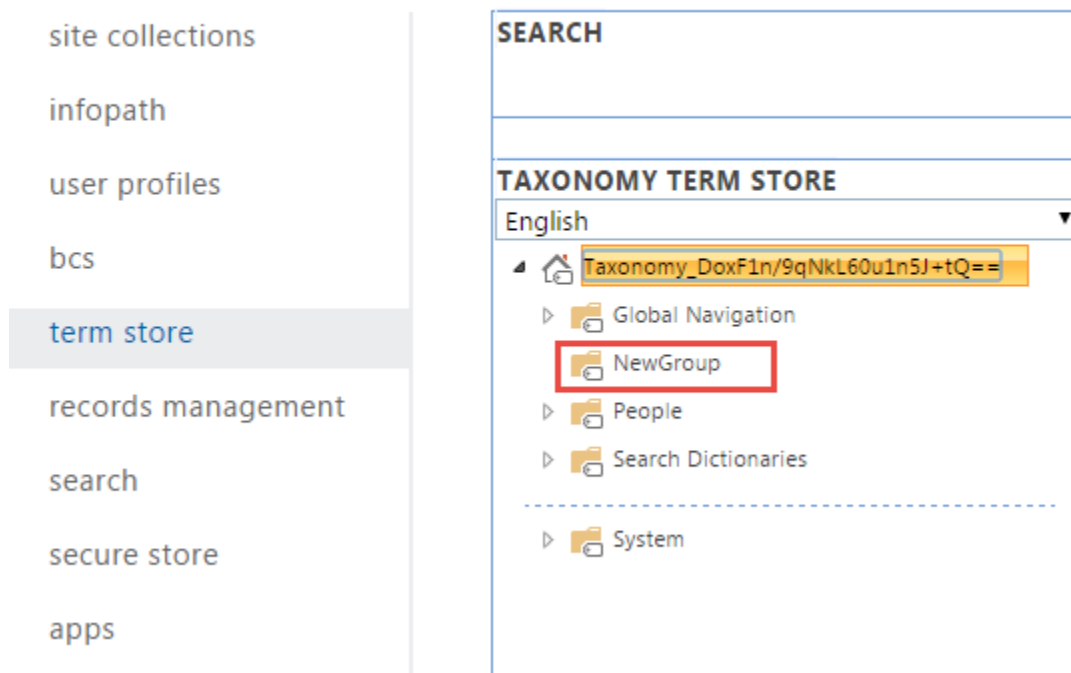 site collections
infopath
user profiles
bcs
term store
records management
search
secure store
apps
SEARCH
TAXONOMY TERM STORE
English
Taxonomy_DoxF1n/9qNkL60u1n5J+tQ==
Global Navigation
NewGroup
People
Search Dictionaries
System